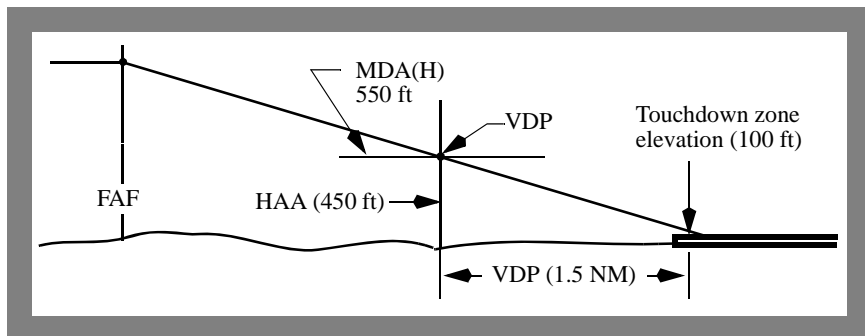 MDA(H)
550 ft
VDP
Touchdown zone
elevation (100 ft)
FAF
HAA (450 ft)
VDP (1.5 NM)